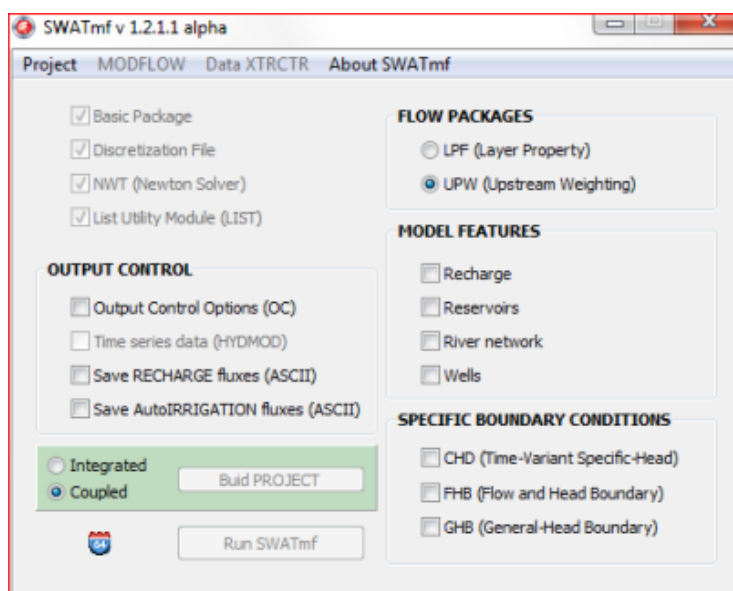 SWATmf v 1.2.1.1 alpha
Project MODFLOW Data XTRCTR About SWATmf
Basic Package
Discretization File
NWT (Newton Solver)
List Utility Module (LIST)
OUTPUT CONTROL
Output Control Options (OC)
Time series data (HYDMOD)
Save RECHARGE fluxes (ASCII)
Save AutoIRRIGATION fluxes (ASCII)
Integrated
Coupled
Buid PROJECT
64
Run SWATmf
FLOW PACKAGES
LPF (Layer Property)
UPW (Upstream Weighting)
MODEL FEATURES
Recharge
Reservoirs
River network
Wells
SPECIFIC BOUNDARY CONDITIONS
CHD (Time-Variant Specific-Head)
FHB (Flow and Head Boundary)
GHB (General-Head Boundary)